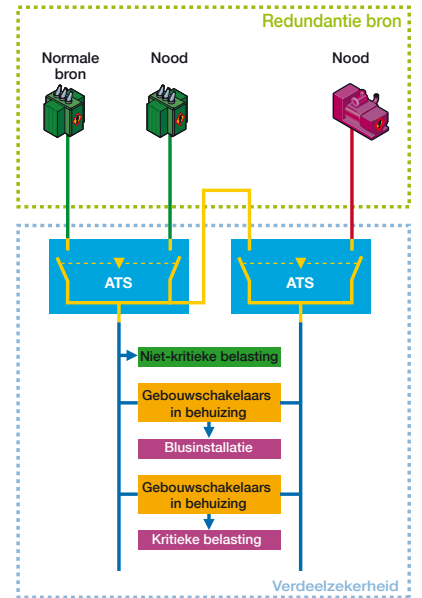 Redundantie bron
Normale
bron
Nood
Nood
ATS
ATS
Niet-kritieke belasting
Gebouwschakelaars
in behuizing
Blusinstallatie
Gebouwschakelaars
in behuizing
Kritieke belasting
Verdeelzekerheid